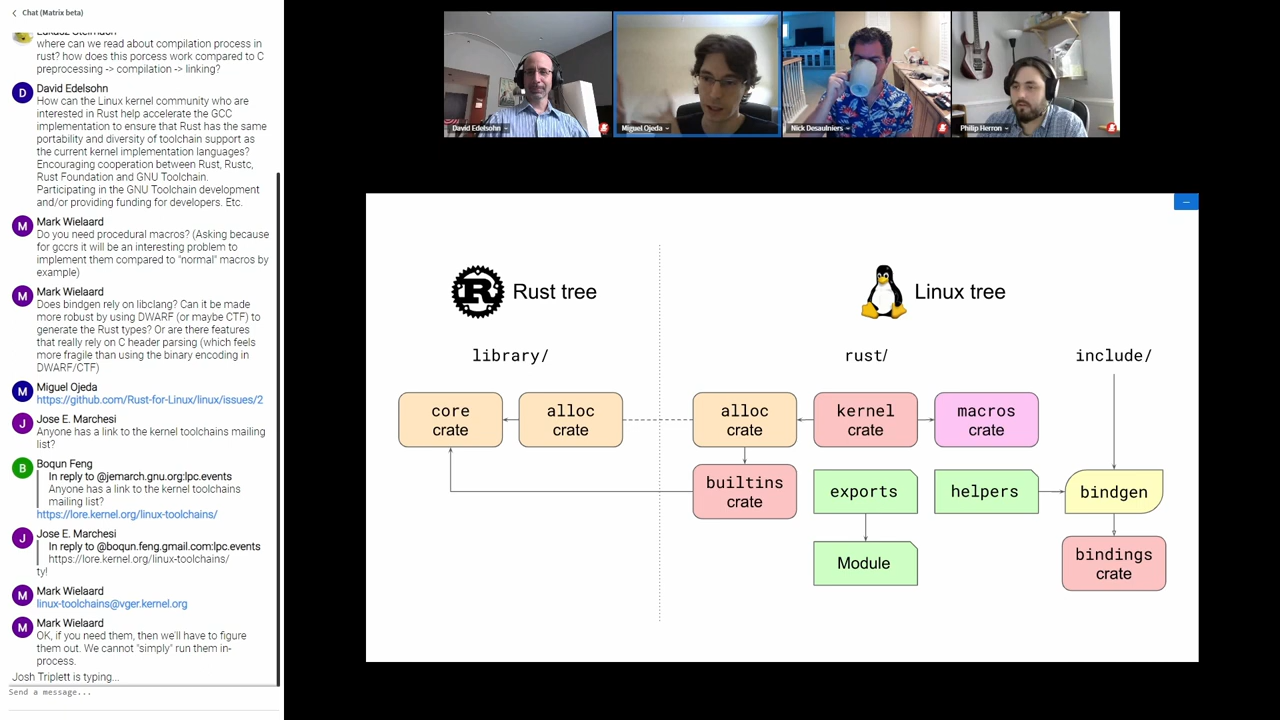 Chat (Matrix beta)
where can we read about compilation process in
rust? how does this porcess work compared to C
preprocessing -> compilation -> linking?
D
David Edelsohn
How can the Linux kernel community who are
interested in Rust help accelerate the GCC
implementation to ensure that Rust has the same
portability and diversity of toolchain support as
the current kernel implementation languages?
Encouraging cooperation between Rust, Rustc,
Rust Foundation and GNU Toolchain.
Participating in the GNU Toolchain development
and/or providing funding for developers. Etc.
M
Mark Wielaard
Do you need procedural macros? (Asking because
for gccrs it will be an interesting problem to
implement them compared to "normal" macros by
example)
M
Mark Wielaard
Does bindgen rely on libclang? Can it be made
more robust by using DWARF (or maybe CTF) to
generate the Rust types? Or are there features
that really rely on C header parsing (which feels
more fragile than using the binary encoding in
DWARF/CTF)
M
Miguel Ojeda
https://github.com/Rust-for-Linux/linux/issues/2
J
Jose E. Marchesi
Anyone has a link to the kernel toolchains mailing
list?
B
Boqun Feng
In reply to @jemarch.gnu.org:lpc.events
Anyone has a link to the kernel toolchains
mailing list?
https://lore.kernel.org/linux-toolchains/
J
Jose E. Marchesi
In reply to @boqun.feng.gmail.com:lpc.events
https://lore.kernel.org/linux-toolchains/
ty!
M
Mark Wielaard
linux-toolchains@vger.kernel.org
M
Mark Wielaard
OK, if you need them, then we'll have to figure
them out. We cannot "simply" run them in-
process.
Josh Triplett is typing...
Send a message...
David Edelsohn
Miguel Ojeda
Nick Desaulniers
Philip Herron
R
Rust tree
Linux tree
library/
rust/
include/
core
crate
alloc
crate
alloc
crate
kernel
crate
macros
crate
builtins
crate
exports
helpers
bindgen
Module
bindings
crate